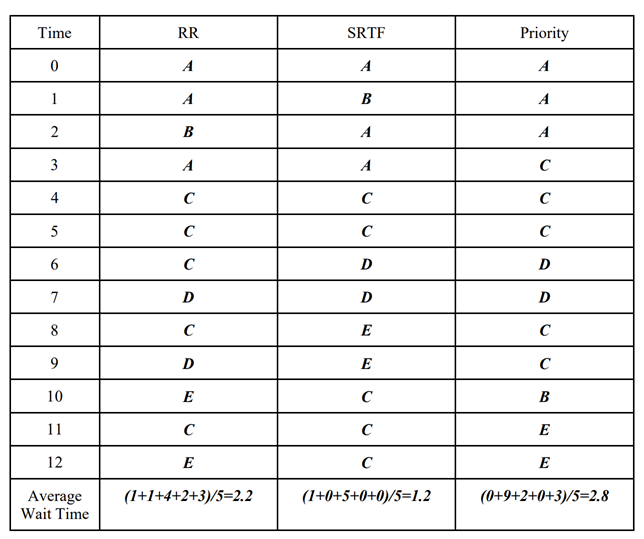 Time RR SRTF Priority
0 A A A
1 A B A
2 B A A
3 A A C
4 C C C
5 C C C
6 C D D
7 D D D
8 C E C
9 D E C
10 E C B
11 C C E
12 E C E
Average Wait Time (1+1+4+2+3)/5=2.2 (1+0+5+0+0)/5=1.2 (0+9+2+0+3)/5=2.8